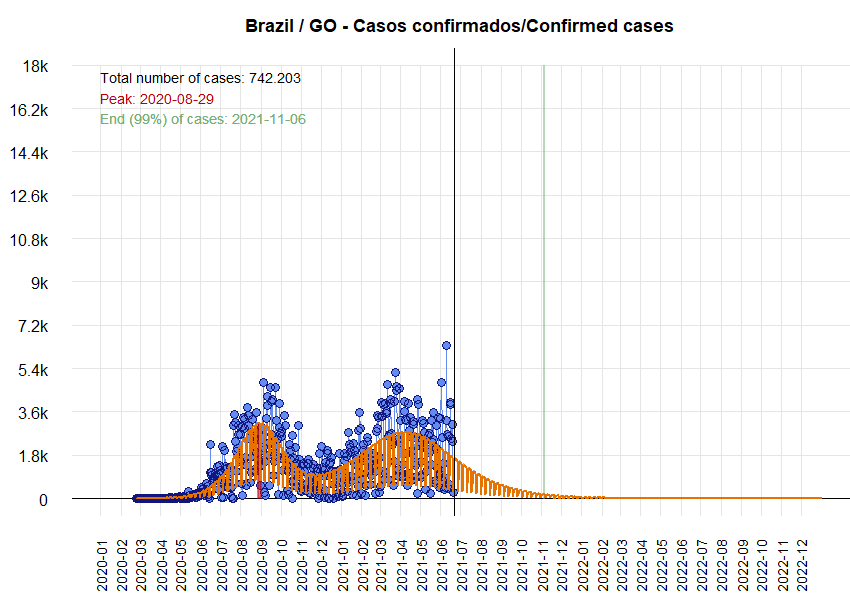 Brazil / GO - Casos confirmados/Confirmed cases
18k
Total number of cases: 742.203
Peak: 2020-08-29
16.2k
End (99%) of cases: 2021-11-06
14.4k
12.6k
10.8k
9k
7.2k
5.4k
3.6k
1.8k
0
2020-01
2020-02
2020-03
2020-04
2020-05
2020-06
2020-07
2020-08
2020-09
2020-10
2020-11
2020-12
2021-01
2021-02
2021-03
2021-04
2021-05
2021-06
2021-07
2021-08
2021-09
2021-10
2021-11
2021-12
2022-01
2022-02
2022-03
2022-04
2022-05
2022-06
2022-07
2022-08
2022-09
2022-10
2022-11
2022-12